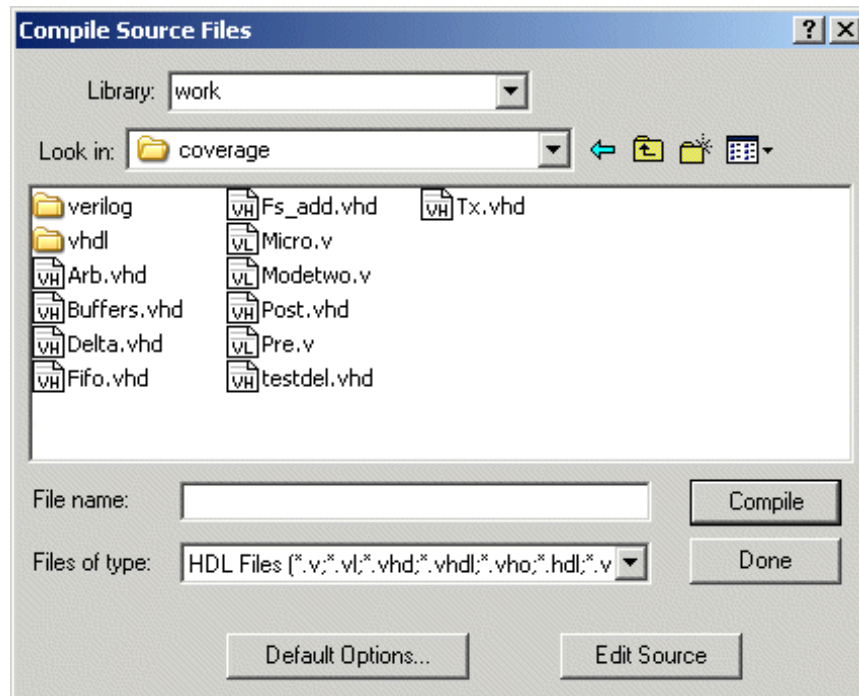 Compile Source Files
Library: work
Look in: coverage
verilog
vhdl
Arb.vhd
Buffers.vhd
Delta.vhd
Fifo.vhd
Fs_add.vhd
Micro.v
Modetwo.v
Post.vhd
Pre.v
testdel.vhd
Tx.vhd
File name:
Compile
Files of type: HDL Files (*.v;*.vl;*.vhd;*.vhdl;*.vho;*.hdl;*.v
Done
Default Options...
Edit Source